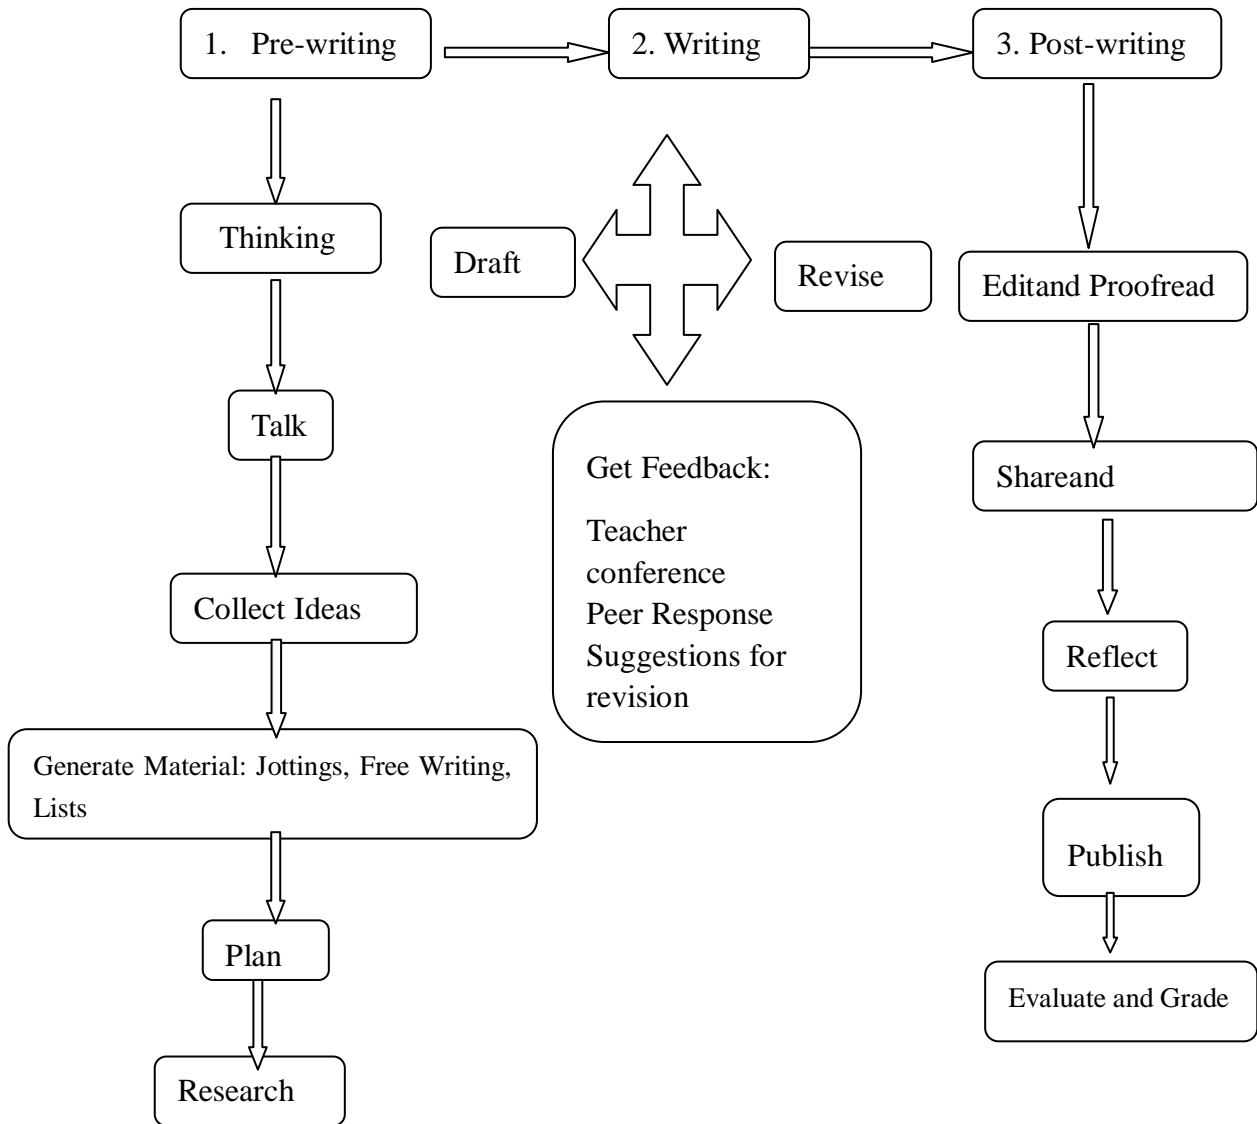 1. Pre-writing
2. Writing
3. Post-writing
Thinking
Talk
Collect Ideas
Generate Material: Jottings, Free Writing,
Lists
Plan
Research
Draft
Revise
Get Feedback:
Teacher
conference
Peer Response
Suggestions for
revision
Editand Proofread
Shareand
Reflect
Publish
Evaluate and Grade